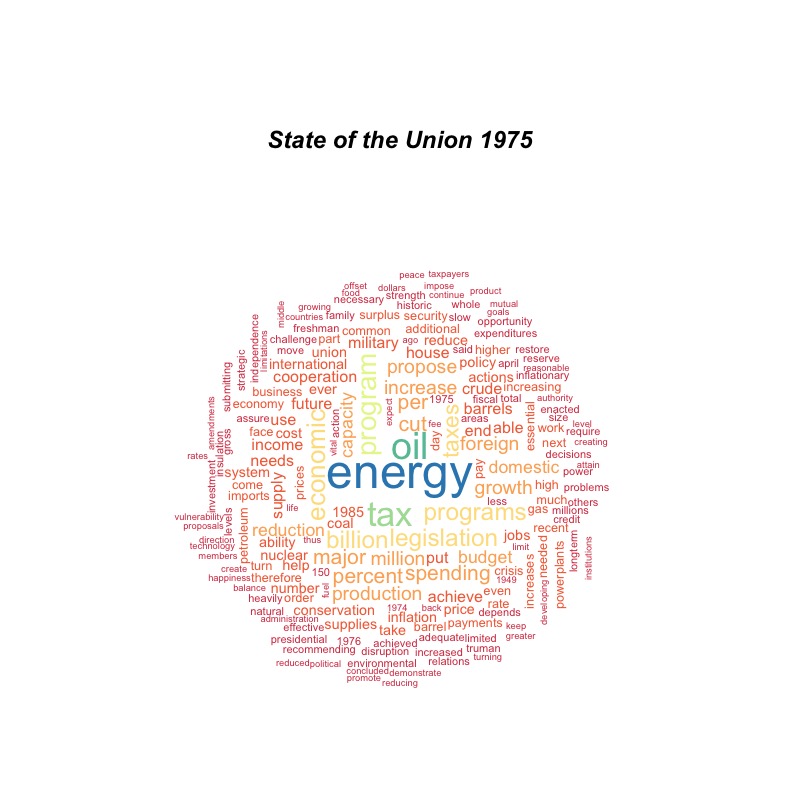 State of the Union 1975
peace taxpayers
offset dollars impose
food strength continue product
necessary historic whole mutual
growing
middle countries family surplus security slow goals
freshman common additional opportunity
independence limitations challenge part military ago reduce expenditures
move union house said higher restore
strategic international program propose policy april reserve
submitting cooperation actions reasonable
inflationary
business ever increase crude increasing
economy future capacity per 1975 barrels fiscal total authority
amendments assure use action expect cut taxes areas essential enacted
size
gross face cost economic vital oil day fee end able work level
require
insulation income foreign next creating
rates needs energy pay domestic decisions
attain
investment system prices growth high power
come supply less problems
imports life much others
vulnerability levels 1985 tax programs gas millions
proposals petroleum coal credit
direction reduction billion legislation recent
technology ability thus jobs longterm
members nuclear major million put budget limit needed institutions
create turn help percent spending crisis powerplants
happiness therefore 150 1949 increases
balance number fuel production achieve even developing
heavily order rate
natural conservation 1974 back price depends
administration inflation keep
effective supplies take barrel payments greater
presidential 1976 achieved adequate limited
recommending disruption increased truman
reduced political environmental relations turning
concluded demonstrate
promote reducing